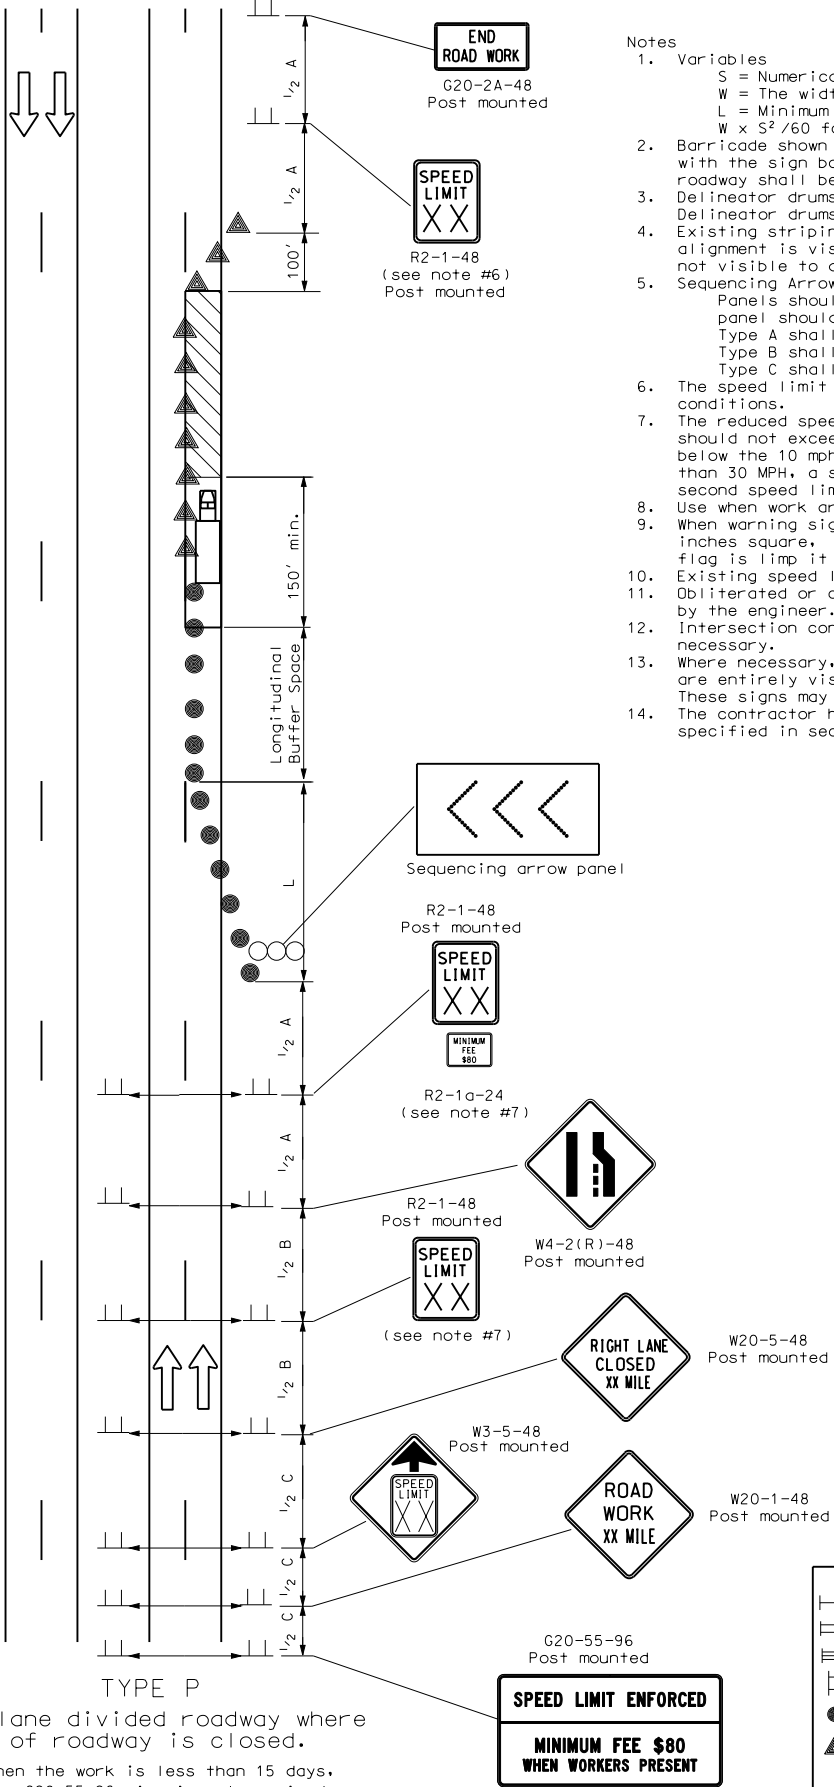 END
ROAD WORK
G20-2A-48
Post mounted
1/2 A
1/2 A
SPEED
LIMIT
XX
R2-1-48
(see note #6)
Post mounted
100'
150' min.
Longitudinal
Buffer Space
L
Sequencing arrow panel
R2-1-48
Post mounted
SPEED
LIMIT
XX
MINIMUM
FEE
$80
R2-1a-24
(see note #7)
1/2 A
1/2 A
W4-2(R)-48
Post mounted
R2-1-48
Post mounted
SPEED
LIMIT
XX
(see note #7)
1/2 B
1/2 B
RIGHT LANE
CLOSED
XX MILE
W20-5-48
Post mounted
W3-5-48
Post mounted
SPEED
LIMIT
XX
1/2 C
ROAD
WORK
XX MILE
W20-1-48
Post mounted
1/2 C
1/2 C
G20-55-96
Post mounted
SPEED LIMIT ENFORCED
MINIMUM FEE $80
WHEN WORKERS PRESENT
TYPE P
lane divided roadway where
of roadway is closed.
hen the work is less than 15 days,
Notes
1. Variables
S = Numerica
W = The widt
L = Minimum
W x S²/60 fo
2. Barricade shown
with the sign ba
roadway shall be
3. Delineator drums
Delineator drums
4. Existing stripin
alignment is vis
not visible to d
5. Sequencing Arrow
Panels shoul
panel should
Type A shall
Type B shall
Type C shall
6. The speed limit
conditions.
7. The reduced spee
should not excee
below the 10 mph
than 30 MPH, a s
second speed lim
8. Use when work ar
9. When warning sig
inches square,
flag is limp it
10. Existing speed l
11. Obliterated or c
by the engineer.
12. Intersection con
necessary.
13. Where necessary,
are entirely vis
These signs may
14. The contractor h
specified in sec